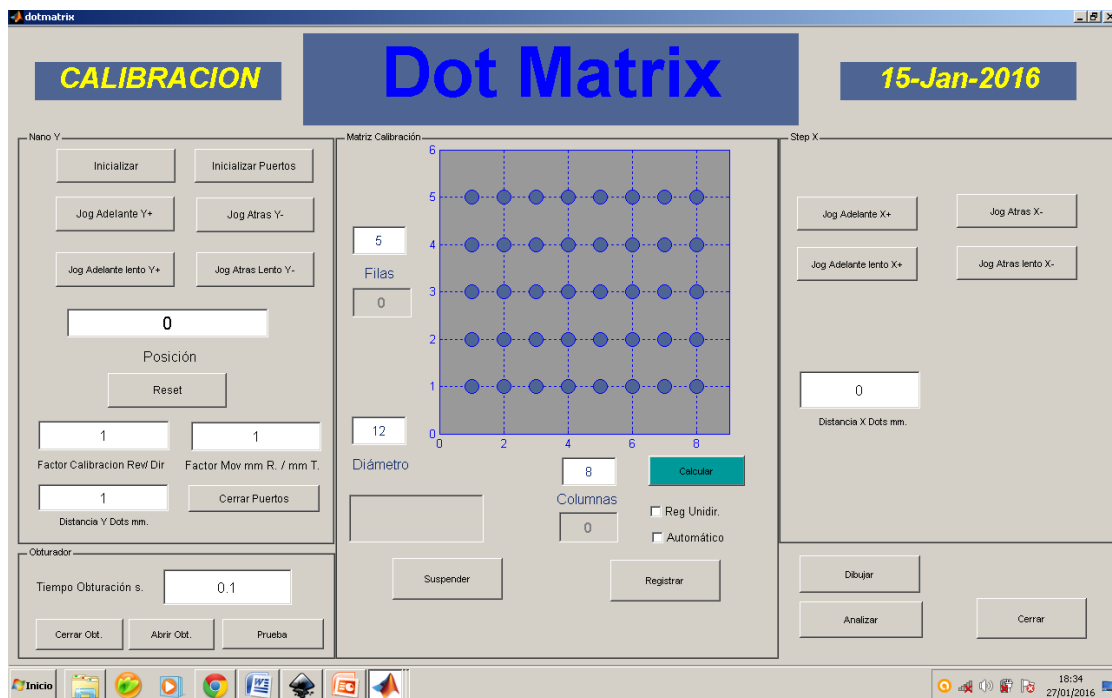 dotmatrix
CALIBRACION
Dot Matrix
15-Jan-2016
Nano Y
Inicializar
Inicializar Puertos
Jog Adelante Y+
Jog Atras Y-
Jog Adelante lento Y+
Jog Atras Lento Y-
0
Posición
Reset
1
1
Factor Calibracion Rev/ Dir
Factor Mov mm R. / mm T.
1
Cerrar Puertos
Distancia Y Dots mm.
Obturador
Tiempo Obturación s.
0.1
Cerrar Obt.
Abrir Obt.
Prueba
Matriz Calibración
6
5
4
3
2
1
0
0
2
4
6
8
5
Filas
0
12
Diámetro
8
Columnas
0
Calcular
Reg Unidir.
Automático
Suspender
Registrar
Step X
Jog Adelante X+
Jog Atras X-
Jog Adelante lento X+
Jog Atras lento X-
0
Distancia X Dots mm.
Dibujar
Analizar
Cerrar
Inicio
18:34
27/01/2016